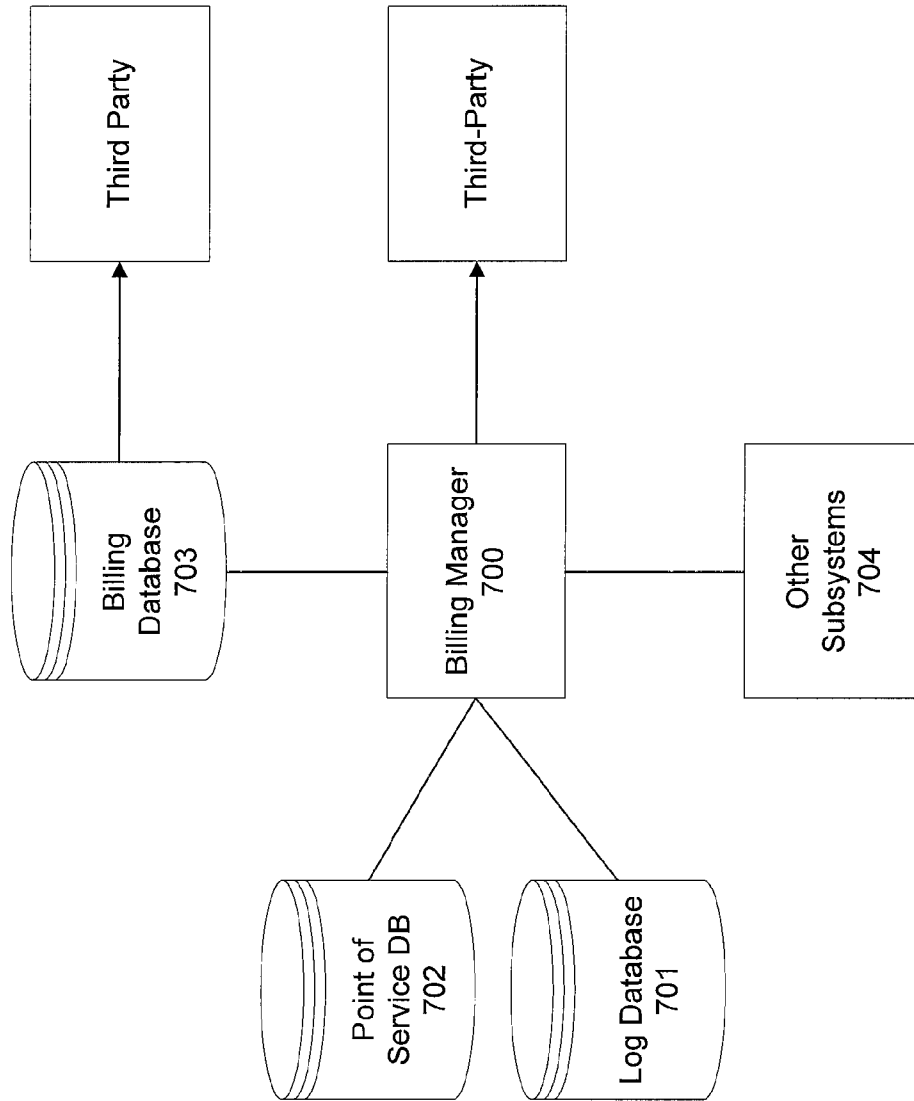 Third Party
Third-Party
Billing
Database
703
Billing Manager
700
Other
Subsystems
704
Point of
Service DB
702
Log Database
701